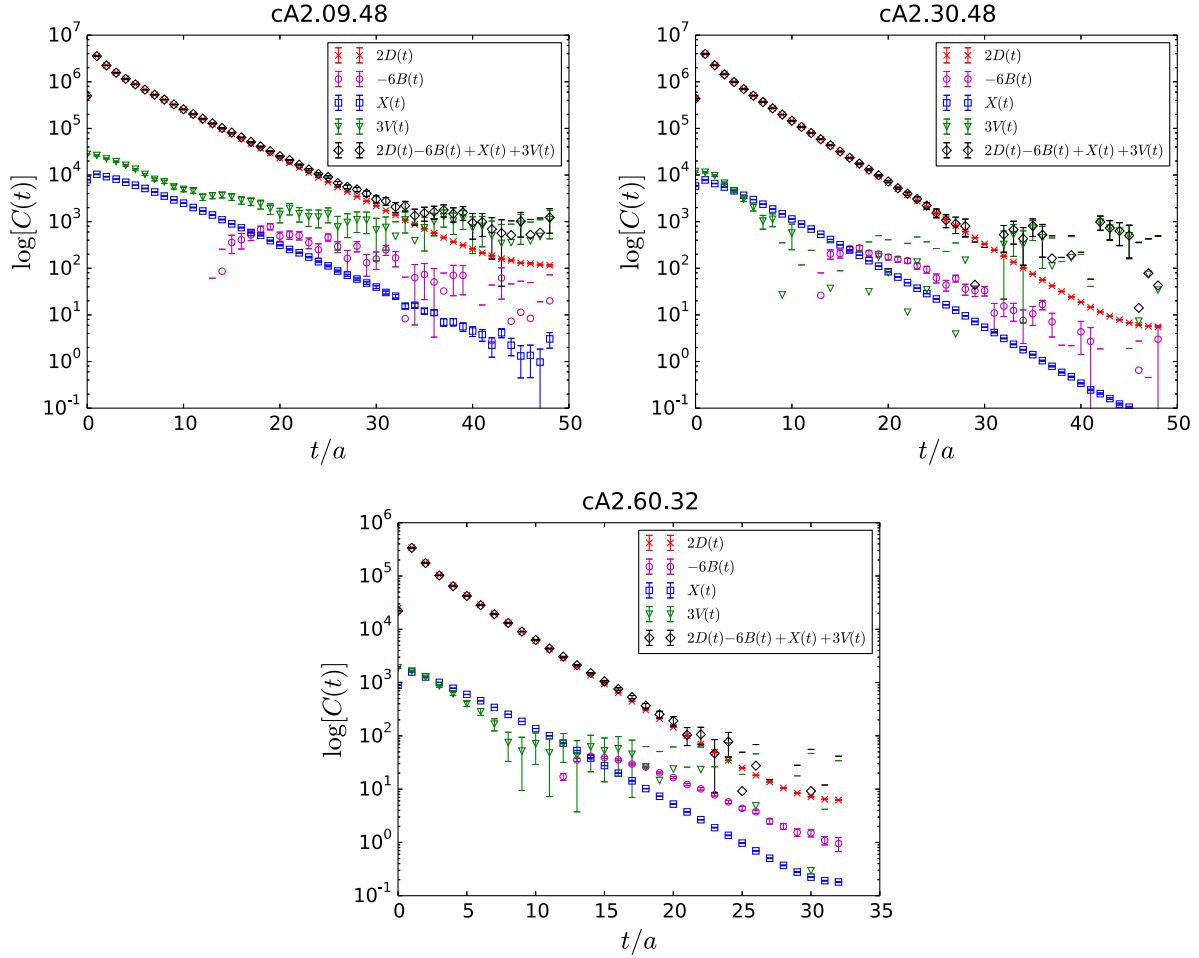 cA2.09.48
10^7
10^6
10^5
10^4
10^3
10^2
10^1
10^0
10^{-1}
log[C(t)]
2D(t)
−6B(t)
X(t)
3V(t)
2D(t)−6B(t)+X(t)+3V(t)
0 10 20 30 40 50
t/a
cA2.30.48
10^7
10^6
10^5
10^4
10^3
10^2
10^1
10^0
10^{-1}
log[C(t)]
2D(t)
−6B(t)
X(t)
3V(t)
2D(t)−6B(t)+X(t)+3V(t)
0 10 20 30 40 50
t/a
cA2.60.32
10^6
10^5
10^4
10^3
10^2
10^1
10^0
10^{-1}
log[C(t)]
2D(t)
−6B(t)
X(t)
3V(t)
2D(t)−6B(t)+X(t)+3V(t)
0 5 10 15 20 25 30 35
t/a